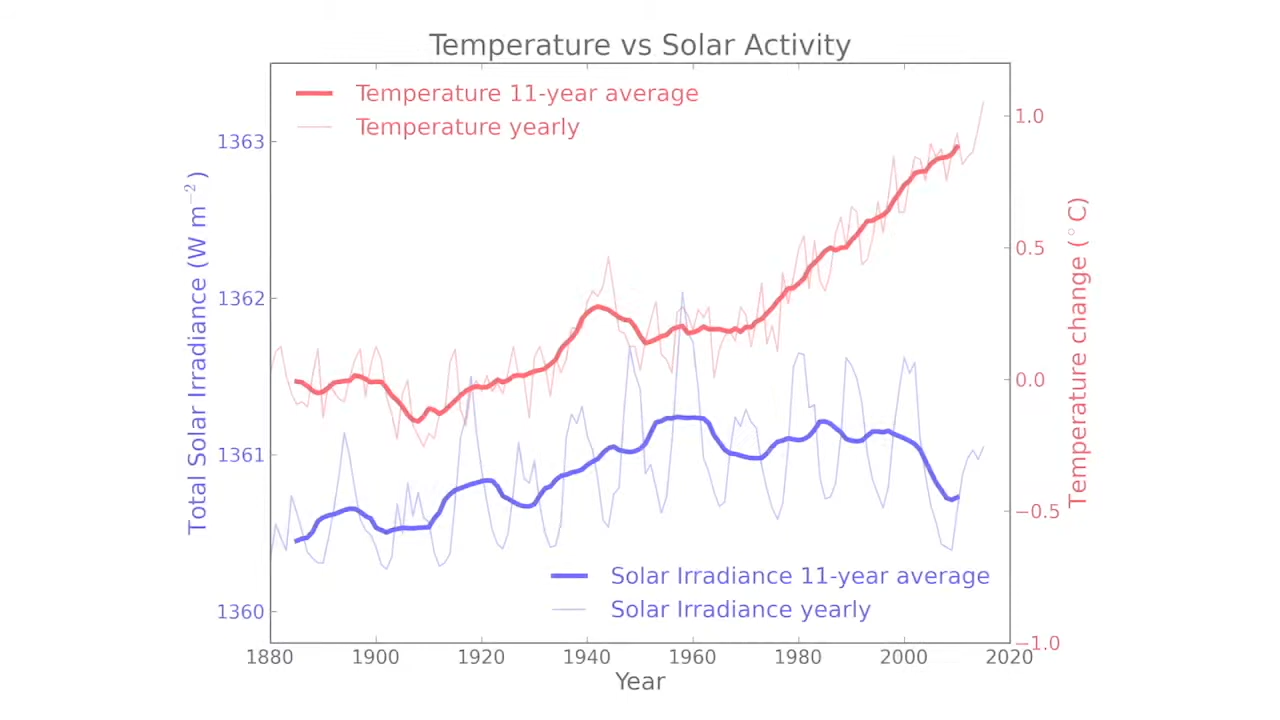 Temperature vs Solar Activity
Temperature 11-year average
Temperature yearly
1363
1362
1361
1360
Total Solar Irradiance (W m⁻²)
1.0
0.5
0.0
−0.5
−1.0
Temperature change (°C)
Solar Irradiance 11-year average
Solar Irradiance yearly
1880 1900 1920 1940 1960 1980 2000 2020
Year